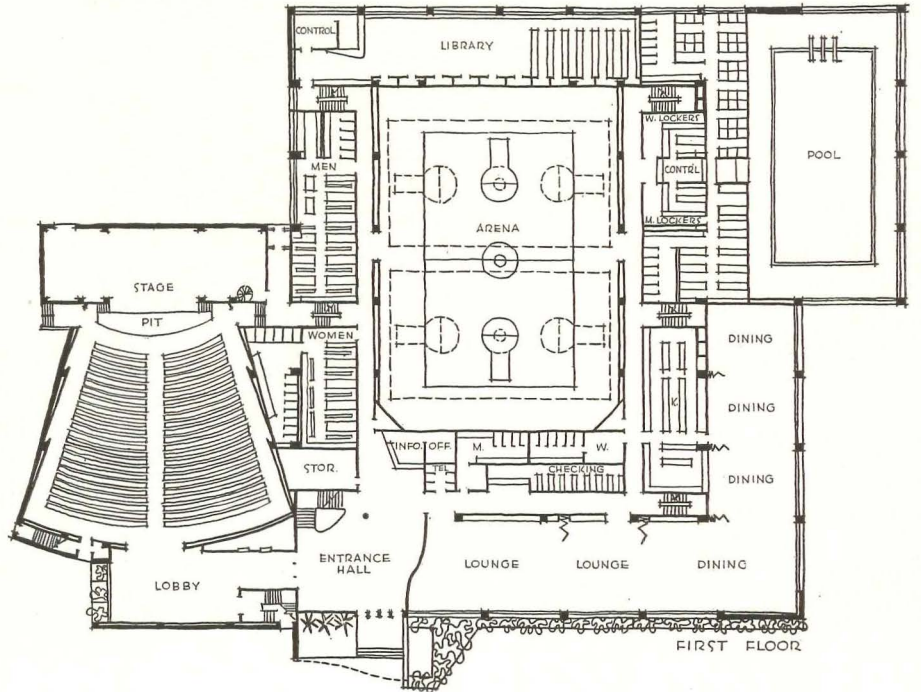 CONTROL
LIBRARY
W. LOCKERS
CONTR'L
M. LOCKERS
POOL
MEN
ARENA
STAGE
PIT
WOMEN
DINING
DINING
DINING
K.
INFO.
OFF.
M.
W.
TEL
CHECKING
STOR.
ENTRANCE
HALL
LOUNGE
LOUNGE
DINING
LOBBY
FIRST FLOOR